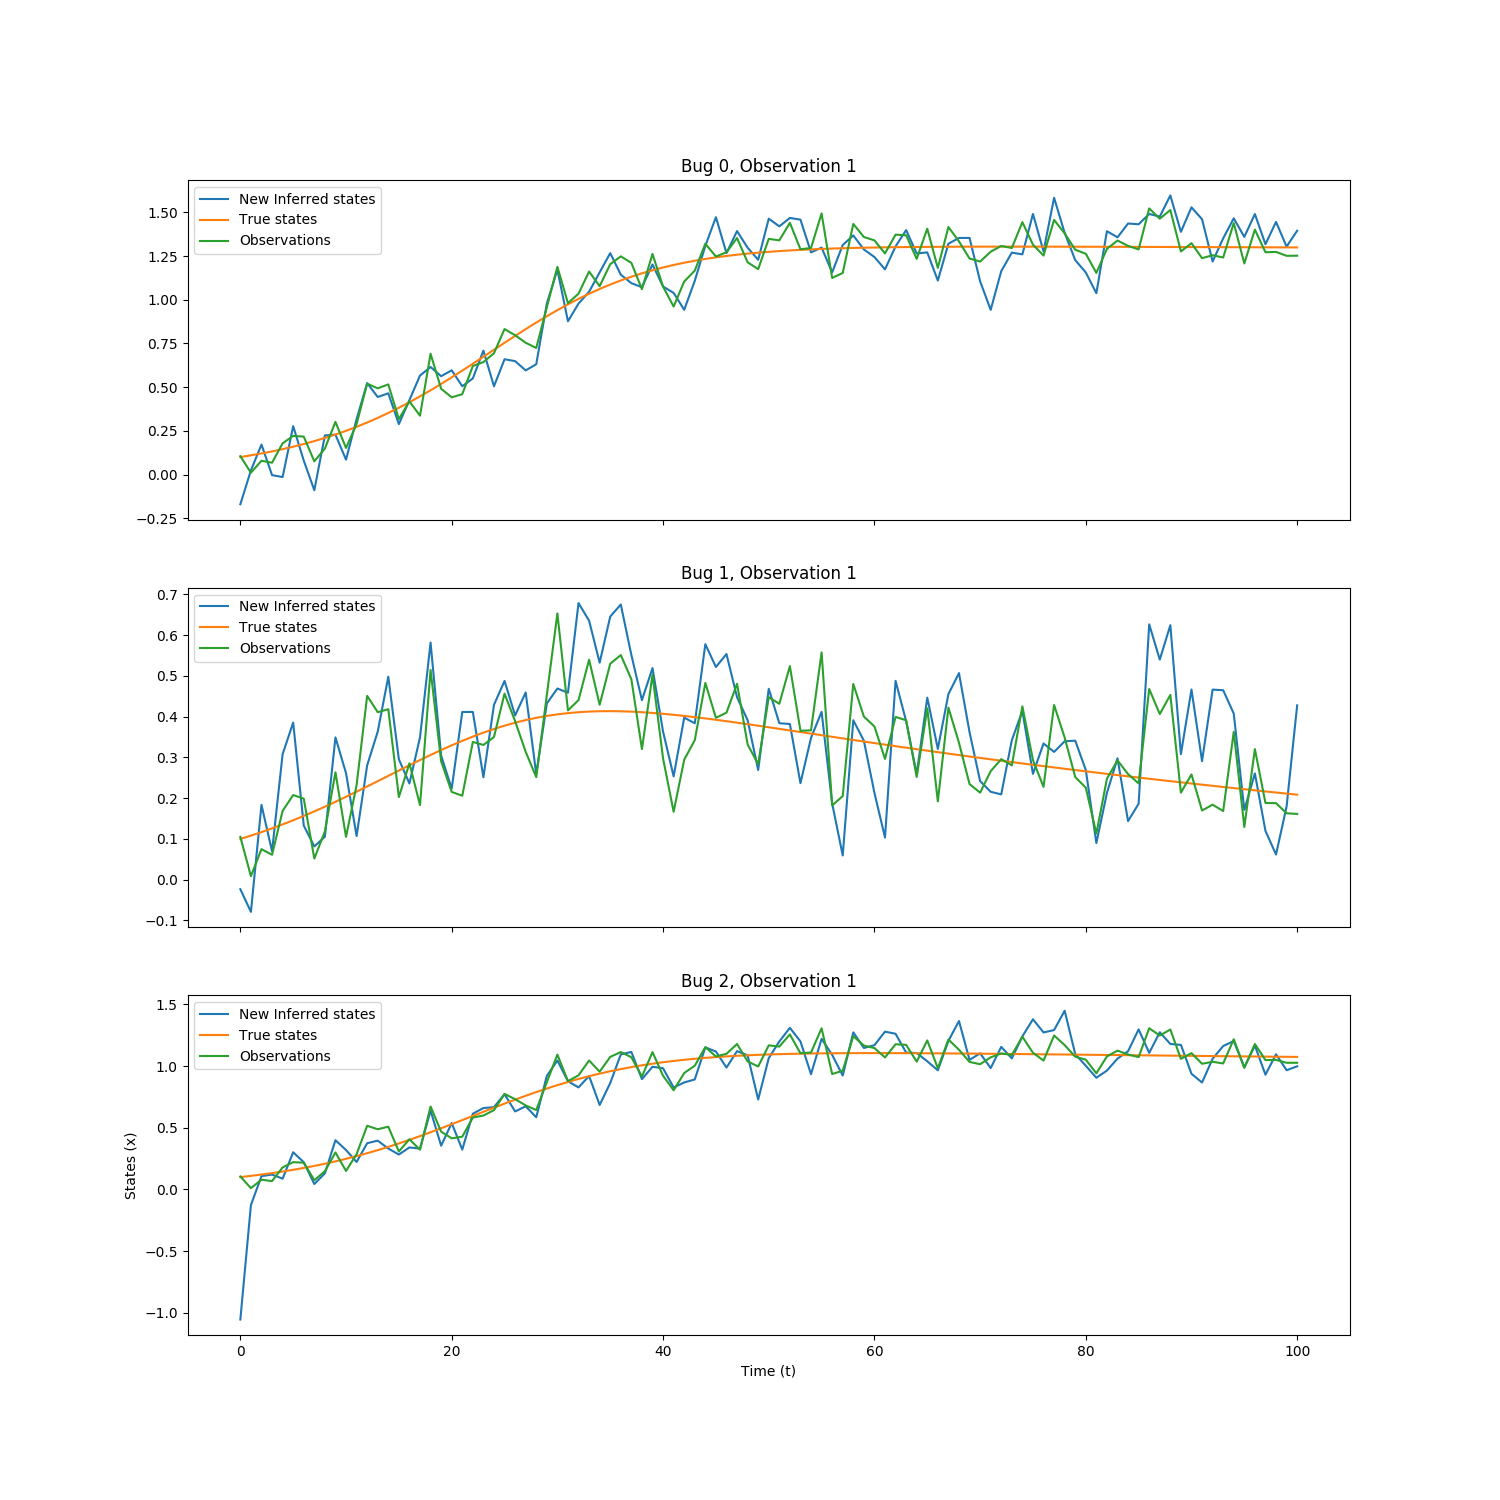 Bug 0, Observation 1
New Inferred states
True states
Observations
1.50
1.25
1.00
0.75
0.50
0.25
0.00
−0.25
Bug 1, Observation 1
New Inferred states
True states
Observations
0.7
0.6
0.5
0.4
0.3
0.2
0.1
0.0
−0.1
Bug 2, Observation 1
New Inferred states
True states
Observations
1.5
1.0
0.5
0.0
−0.5
−1.0
States (x)
0 20 40 60 80 100
Time (t)